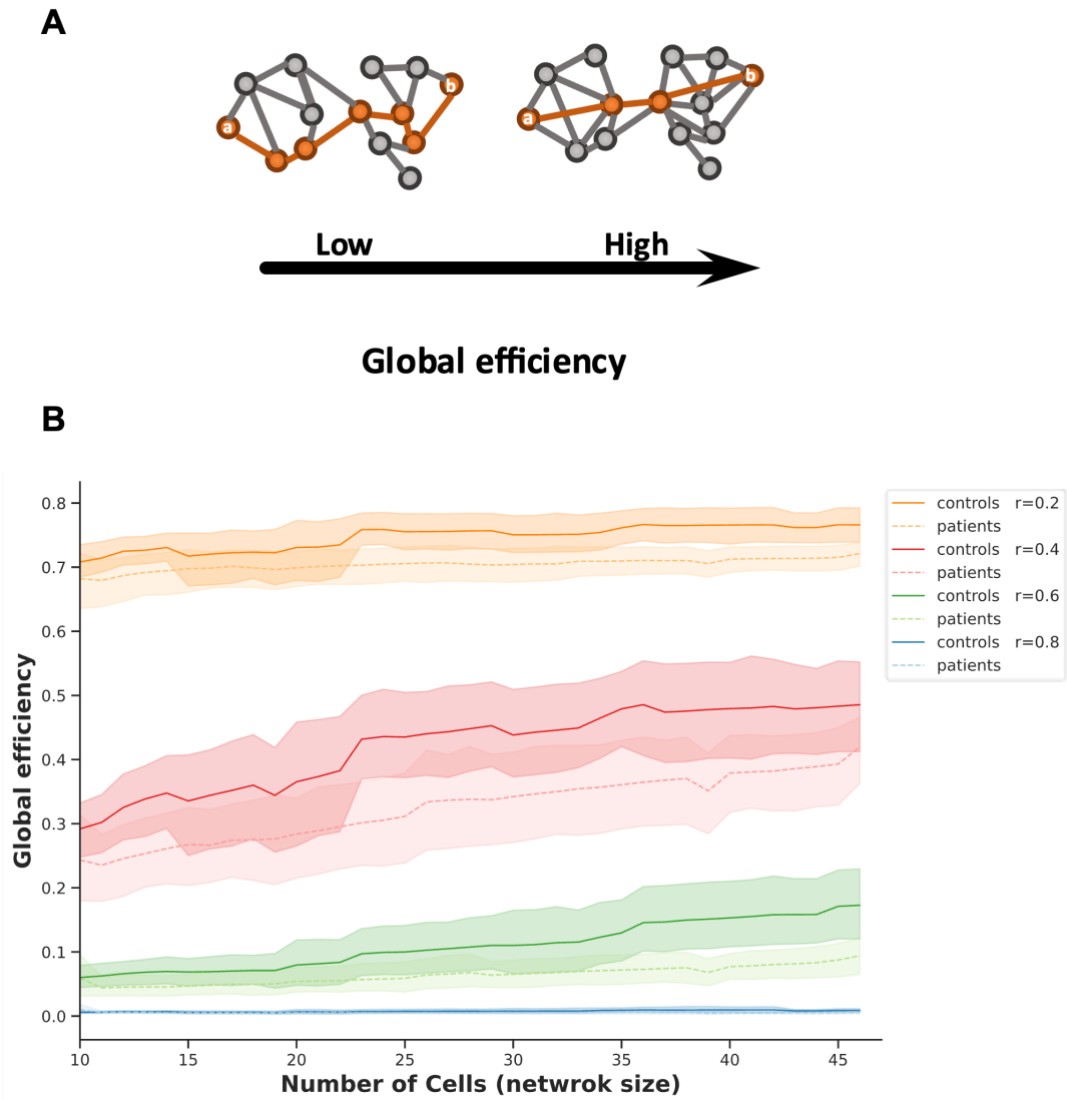 A
a
b
a
b
Low
High
Global efficiency
B
Global efficiency
0.8
0.7
0.6
0.5
0.4
0.3
0.2
0.1
0.0
10
15
20
25
30
35
40
45
Number of Cells (netwrok size)
controls r=0.2
patients
controls r=0.4
patients
controls r=0.6
patients
controls r=0.8
patients